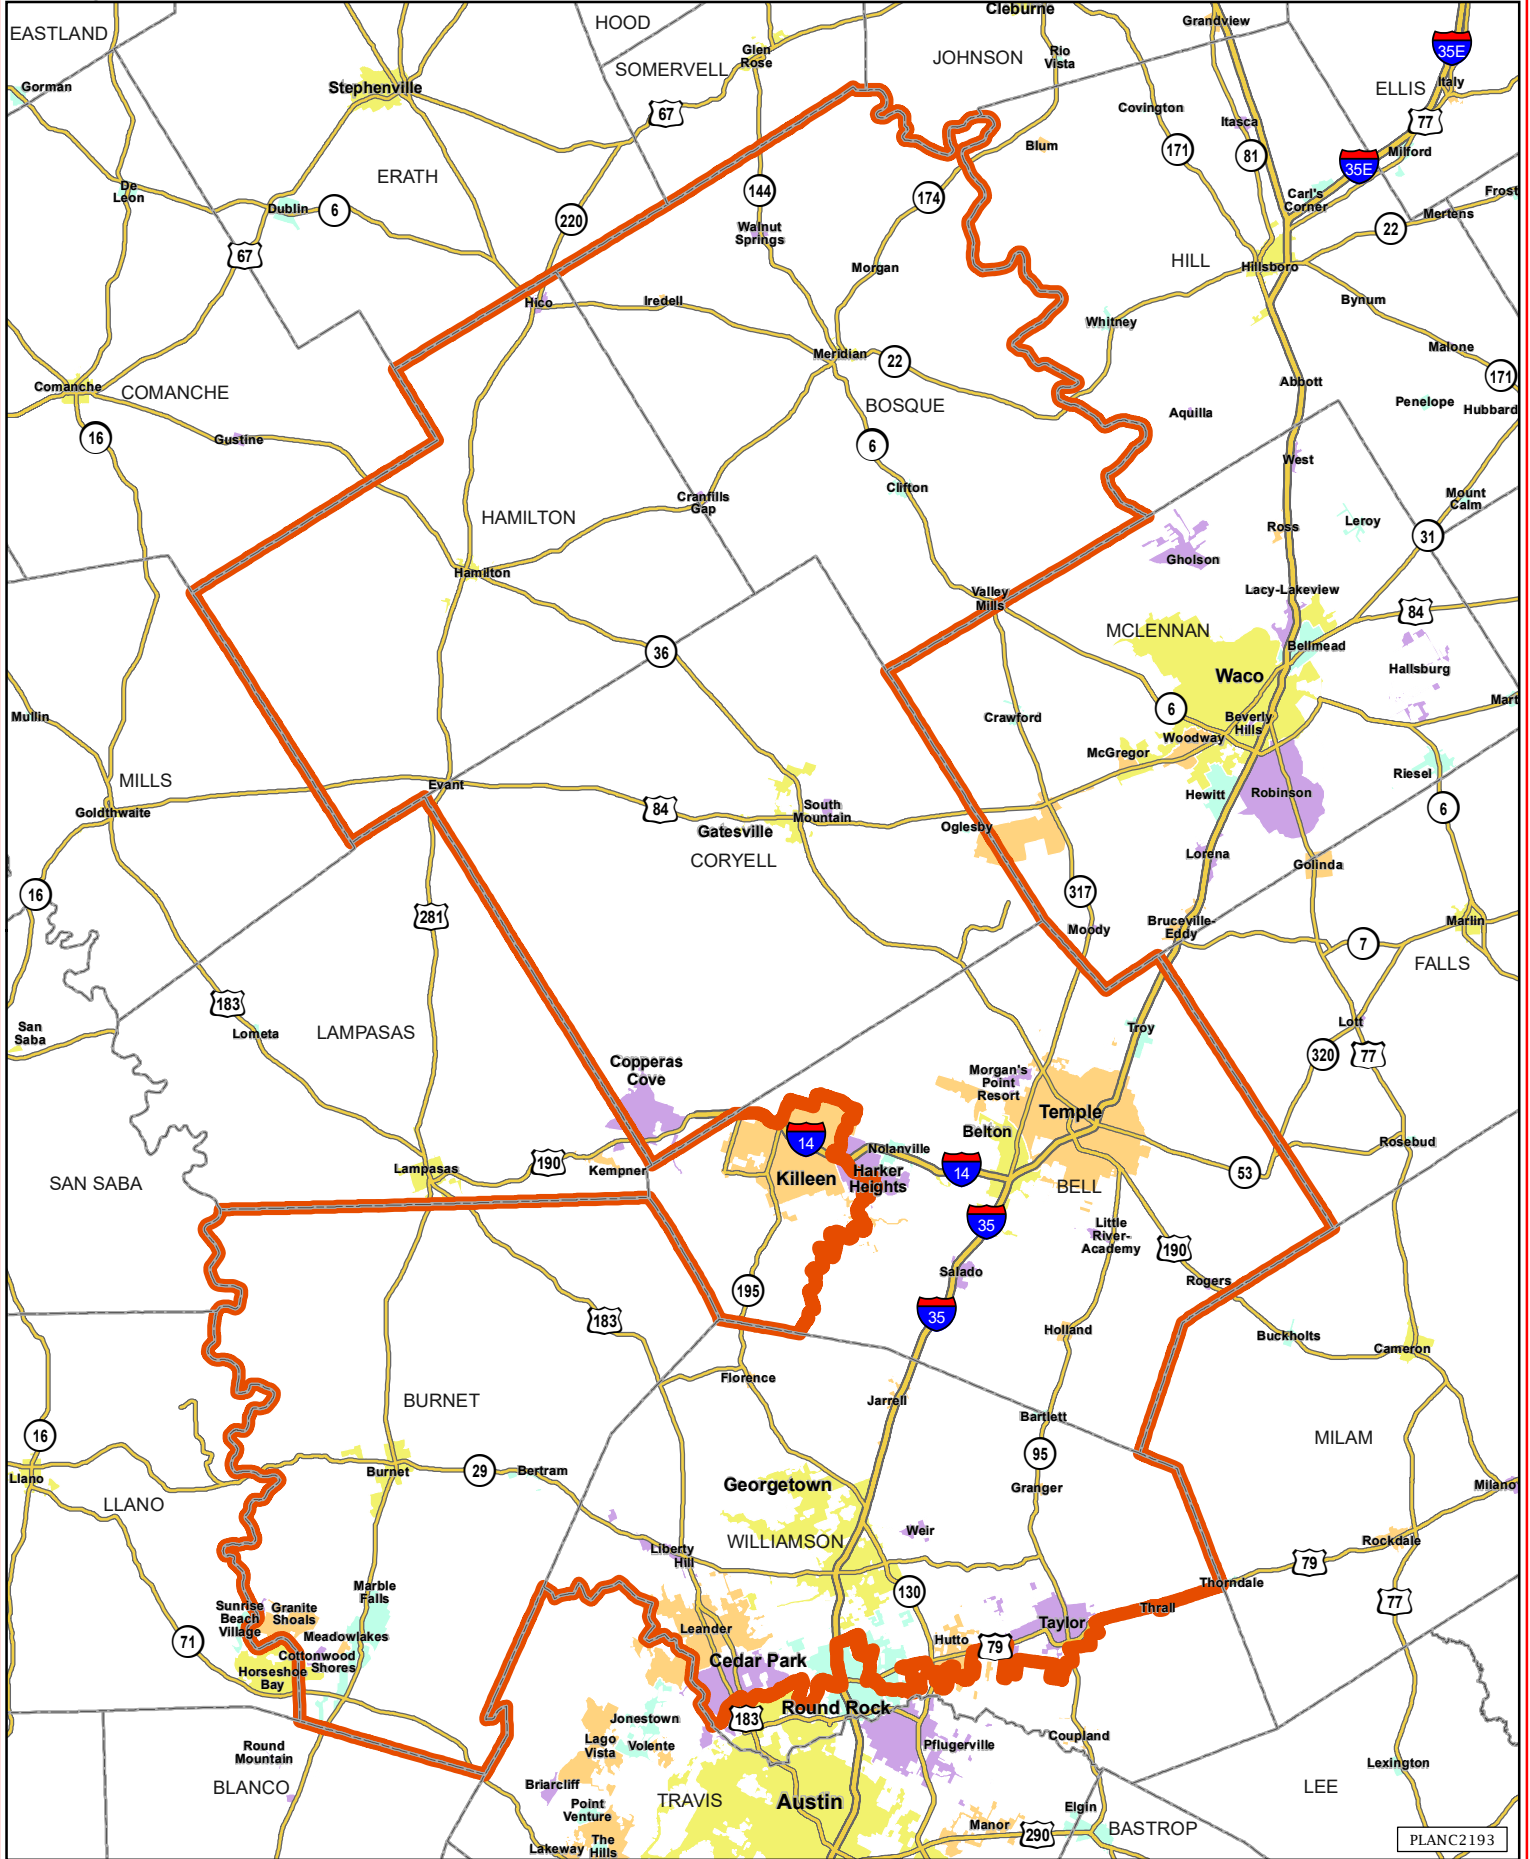 HOOD
Cleburne
Grandview
EASTLAND
Glen
Rose
JOHNSON
Rio
Vista
35E
SOMERVELL
Italy
Gorman
Stephenville
ELLIS
67
Covington
Itasca
77
Blum
171
81
Milford
35E
ERATH
De
Leon
144
174
Carl's
Corner
Frost
Dublin
6
220
Mertens
22
Walnut
Springs
67
HILL
Hillsboro
Morgan
Hico
Iredell
Bynum
Whitney
Meridian
22
Malone
171
Comanche
COMANCHE
Abbott
BOSQUE
Penelope
Hubbard
Aquilla
16
Gustine
6
West
Clifton
Cranfills
Gap
Mount
Calm
HAMILTON
Ross
Leroy
31
Gholson
Hamilton
Valley
Mills
Lacy-Lakeview
84
MCLENNAN
36
Bellmead
Waco
Hallsburg
Mart
Mullin
Crawford
6
Beverly
Hills
Woodway
McGregor
MILLS
Riesel
Evant
Hewitt
Robinson
Goldthwaite
84
South
Mountain
6
Gatesville
Oglesby
CORYELL
Lorena
Golinda
16
317
281
Moody
Bruceville-
Eddy
Marlin
7
FALLS
183
San
Saba
Lometa
LAMPASAS
Troy
Lott
320
77
Copperas
Cove
Morgan's
Point
Resort
Temple
14
Belton
Nolanville
Rosebud
Lampasas
190
Kempner
Killeen
Harker
Heights
14
53
SAN SABA
BELL
35
Little
River-
Academy
190
Salado
Rogers
195
183
35
Holland
Buckholts
Cameron
Florence
Jarrell
BURNET
Bartlett
16
MILAM
95
Llano
Burnet
29
Bertram
Georgetown
Granger
Milano
LLANO
Weir
WILLIAMSON
Liberty
Hill
Rockdale
79
Thorndale
130
Marble
Falls
77
Sunrise
Beach
Village
Granite
Shoals
Thrall
Taylor
71
Meadowlakes
Leander
Hutto
79
Cottonwood
Shores
Cedar Park
Horseshoe
Bay
Round Rock
183
Jonestown
Coupland
Round
Mountain
Lago
Vista
Volente
Pflugerville
Lexington
BLANCO
Briarcliff
LEE
TRAVIS
Austin
Point
Venture
Elgin
Manor
290
BASTROP
Lakeway
The
Hills
PLANC2193